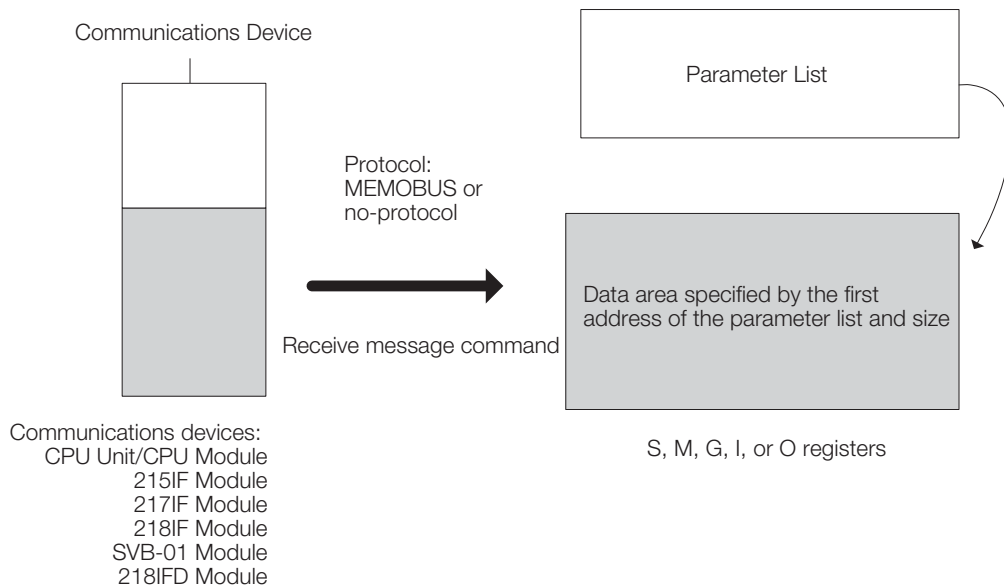 Communications Device
Parameter List
Protocol:
MEMOBUS or
no-protocol
Receive message command
Data area specified by the first
address of the parameter list and size
S, M, G, I, or O registers
Communications devices:
CPU Unit/CPU Module
215IF Module
217IF Module
218IF Module
SVB-01 Module
218IFD Module